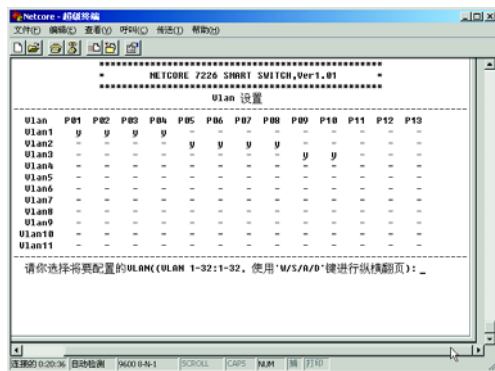 Netcore - 超级终端
文件(F) 编辑(E) 查看(V) 呼叫(C) 传送(T) 帮助(H)
****************************************************
* NETCORE 7226 SMART SWITCH,Ver1.01 *
****************************************************
Vlan 设置
Vlan P01 P02 P03 P04 P05 P06 P07 P08 P09 P10 P11 P12 P13
Vlan1 y y y y - - - - - - - - -
Vlan2 - - - - y y y y - - - - -
Vlan3 - - - - - - - - y y - - -
Vlan4 - - - - - - - - - - - - -
Vlan5 - - - - - - - - - - - - -
Vlan6 - - - - - - - - - - - - -
Vlan7 - - - - - - - - - - - - -
Vlan8 - - - - - - - - - - - - -
Vlan9 - - - - - - - - - - - - -
Vlan10 - - - - - - - - - - - - -
Vlan11 - - - - - - - - - - - - -
请你选择将要配置的VLAN((VLAN 1-32:1-32, 使用'W/S/A/D'键进行纵横翻页): _
连接的 0:20:36 自动检测 9600 8-N-1 SCROLL CAPS NUM 捕 打印